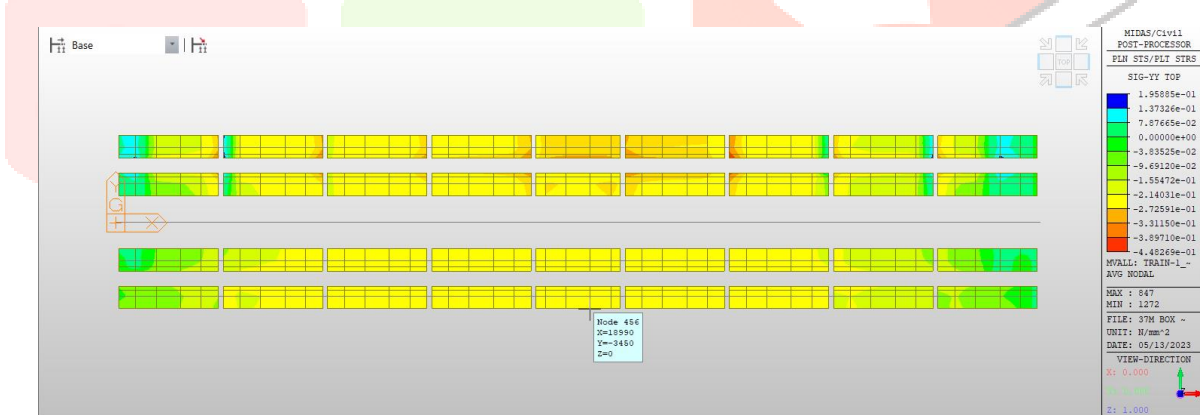 Base
TOP
Y
G
X
Node 456
X=18990
Y=-3450
Z=0
MIDAS/Civil
POST-PROCESSOR
PLN STS/PLT STRS
SIG-YY TOP
1.95885e-01
1.37326e-01
7.87665e-02
0.00000e+00
-3.83525e-02
-9.69120e-02
-1.55472e-01
-2.14031e-01
-2.72591e-01
-3.31150e-01
-3.89710e-01
-4.48269e-01
MVALL: TRAIN-1_~
AVG NODAL
MAX : 847
MIN : 1272
FILE: 37M BOX ~
UNIT: N/mm^2
DATE: 05/13/2023
VIEW-DIRECTION
X: 0.000
Z: 1.000